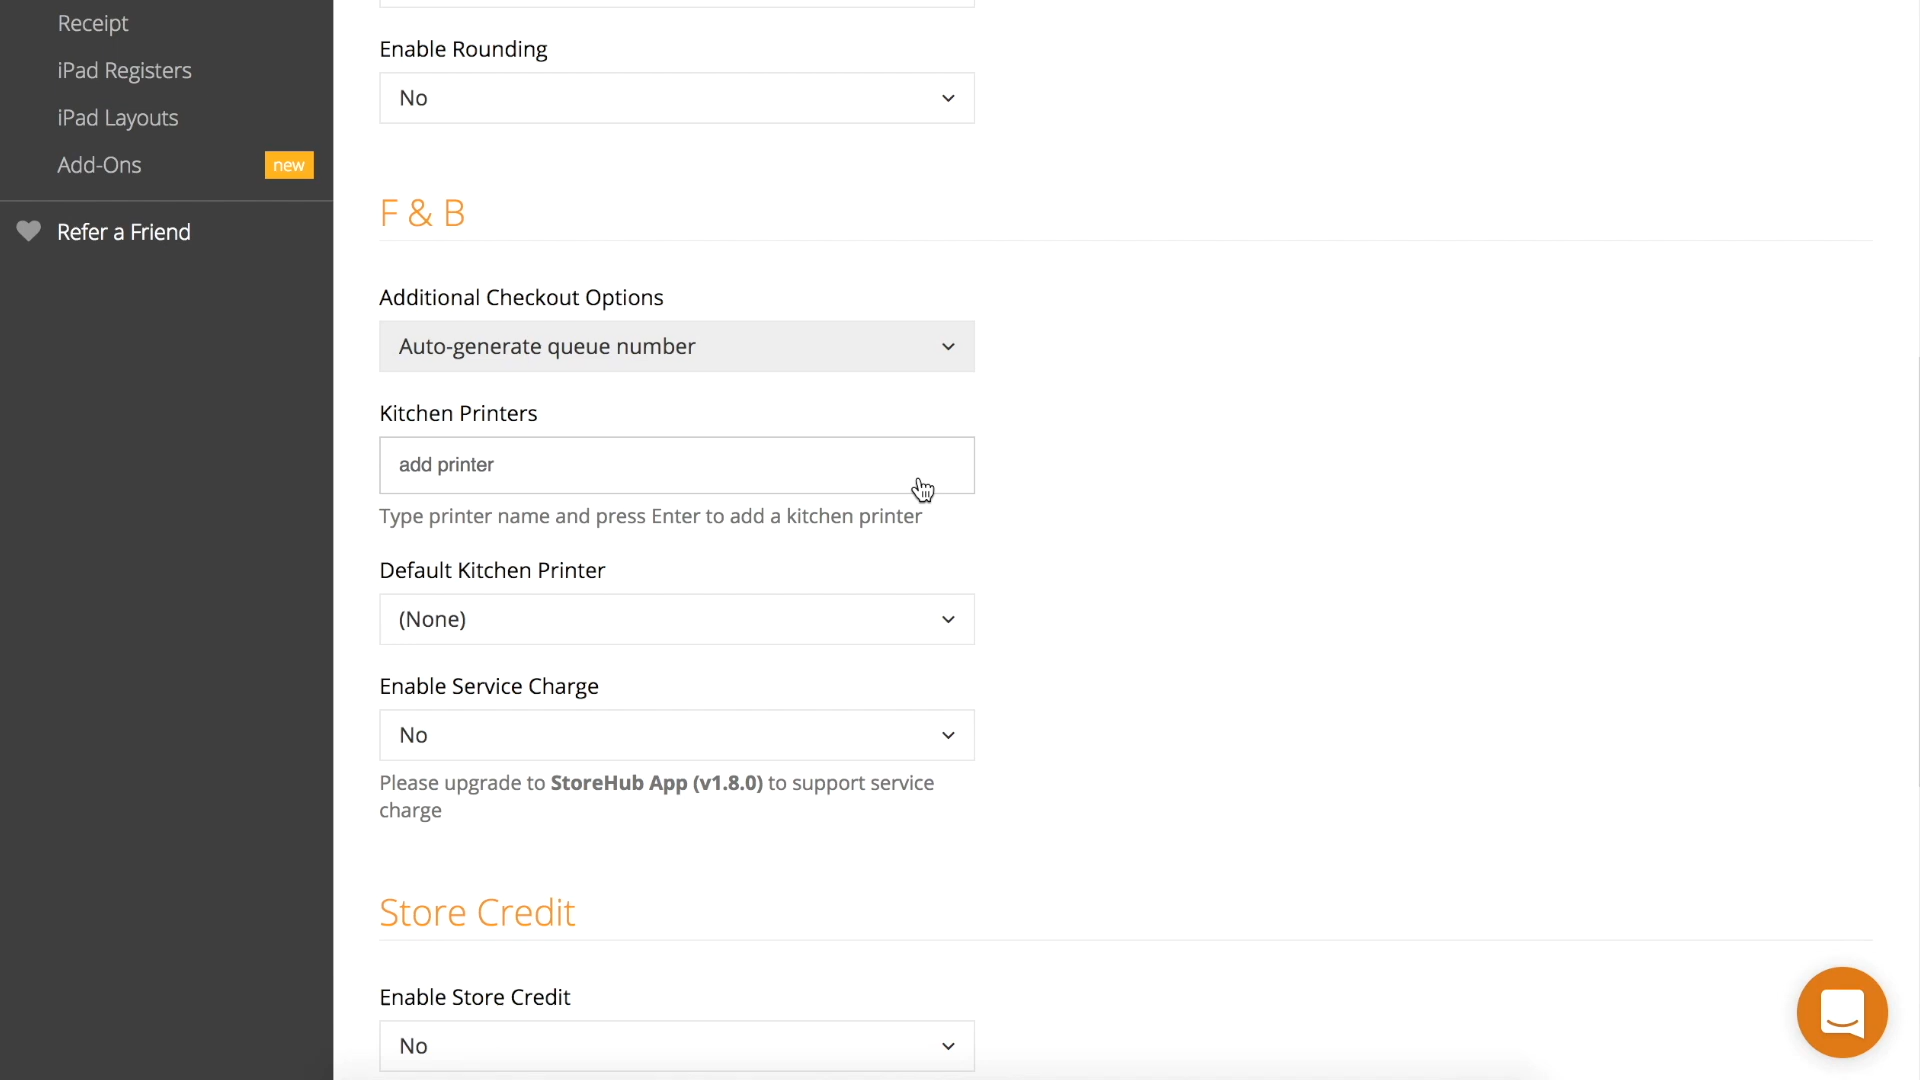 Receipt
iPad Registers
iPad Layouts
Add-Ons
new
Refer a Friend
Enable Rounding
No
F & B
Additional Checkout Options
Auto-generate queue number
Kitchen Printers
add printer
Type printer name and press Enter to add a kitchen printer
Default Kitchen Printer
(None)
Enable Service Charge
No
Please upgrade to StoreHub App (v1.8.0) to support service
charge
Store Credit
Enable Store Credit
No